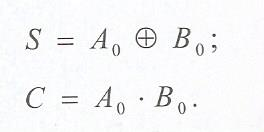 S = A₀ ⊕ B₀;
C = A₀ · B₀.